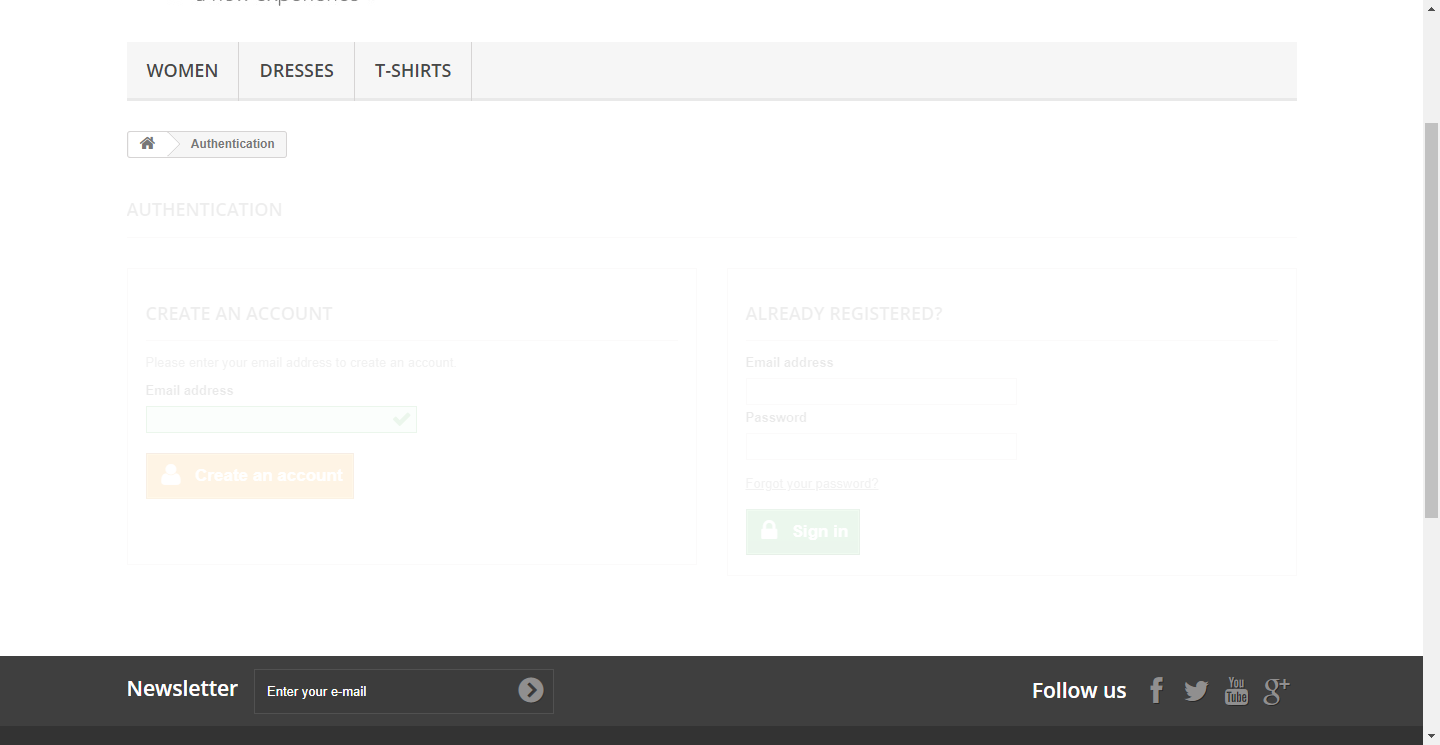 a new experience
WOMEN DRESSES T-SHIRTS
Authentication
AUTHENTICATION
CREATE AN ACCOUNT
Please enter your email address to create an account.
Email address
Create an account
ALREADY REGISTERED?
Email address
Password
Forgot your password?
Sign in
Newsletter Enter your e-mail
Follow us
You
Tube
g+